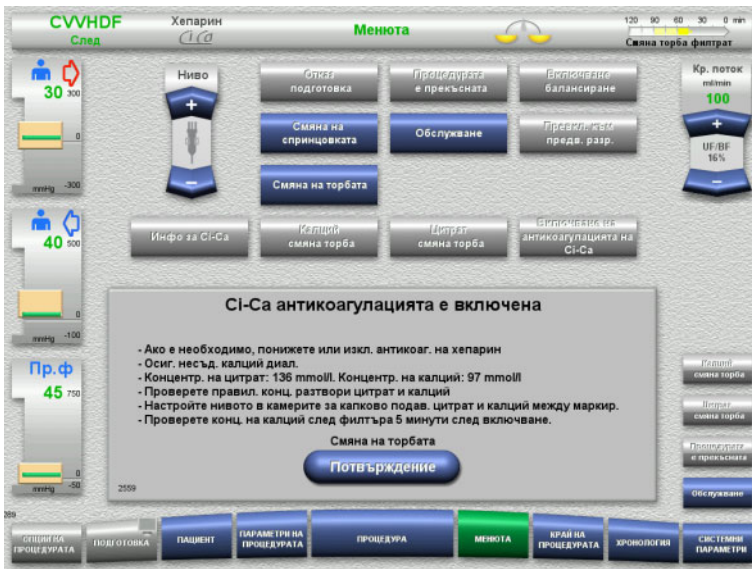 CVVHDF
След
Хепарин
Ci Ca
Менюта
120 90 60 30 0 min
Смяна торба филтрат
30 300
0
mmHg -300
40 500
mmHg -100
Пр.ф
45 750
0
mmHg -50
Ниво
Отказ
подготовка
Процедурата
е прекъсната
Включване
балансиране
Смяна на
спринцовката
Обслужване
Превкл. към
предв. разр.
Смяна на торбата
Инфо за Ci-Ca
Калций
смяна торба
Цитрат
смяна торба
Включване на
антикоагулацията на
Ci-Ca
Кр. поток
ml/min
100
UF/BF
16%
Ci-Ca антикоагулацията е включена
- Ако е необходимо, понижете или изкл. антикоаг. на хепарин
- Осиг. несъд. калций диал.
- Концентр. на цитрат: 136 mmol/l. Концентр. на калций: 97 mmol/l
- Проверете правил. конц. разтвори цитрат и калций
- Настройте нивото в камерите за капково подав. цитрат и калций между маркир.
- Проверете конц. на калций след филтъра 5 минути след включване.
Смяна на торбата
Потвърждение
2559
Калций
смяна торба
Цитрат
смяна торба
Процедурата
е прекъсната
Обслужване
ОПЦИИ НА
ПРОЦЕДУРАТА
ПОДГОТОВКА
ПАЦИЕНТ
ПАРАМЕТРИ НА
ПРОЦЕДУРАТА
ПРОЦЕДУРА
МЕНЮТА
КРАЙ НА
ПРОЦЕДУРАТА
ХРОНОЛОГИЯ
СИСТЕМНИ
ПАРАМЕТРИ